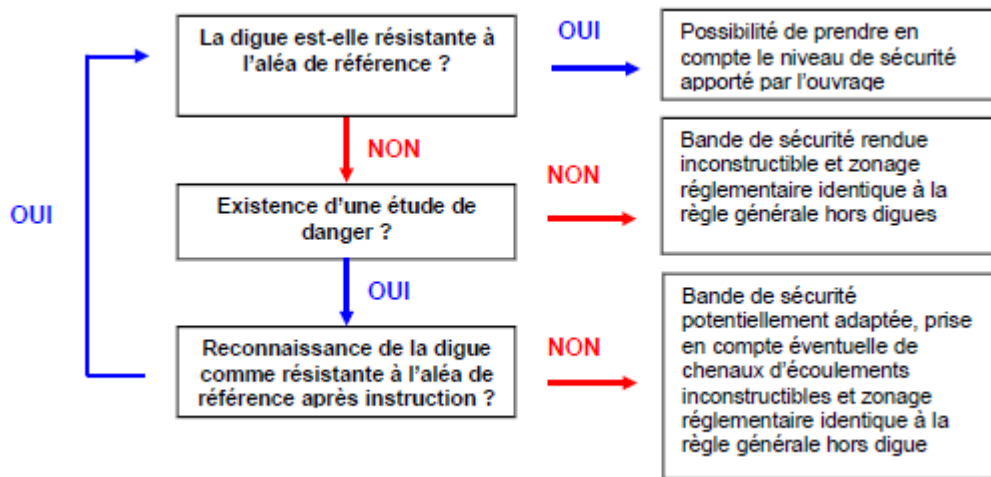 La digue est-elle résistante à
l'aléa de référence ?
OUI
Possibilité de prendre en
compte le niveau de sécurité
apporté par l'ouvrage
NON
Existence d'une étude de
danger ?
NON
Bande de sécurité rendue
inconstructible et zonage
réglementaire identique à la
règle générale hors digues
OUI
OUI
Reconnaissance de la digue
comme résistante à l'aléa de
référence après instruction ?
NON
Bande de sécurité
potentiellement adaptée, prise
en compte éventuelle de
chenaux d'écoulements
inconstructibles et zonage
réglementaire identique à la
règle générale hors digue